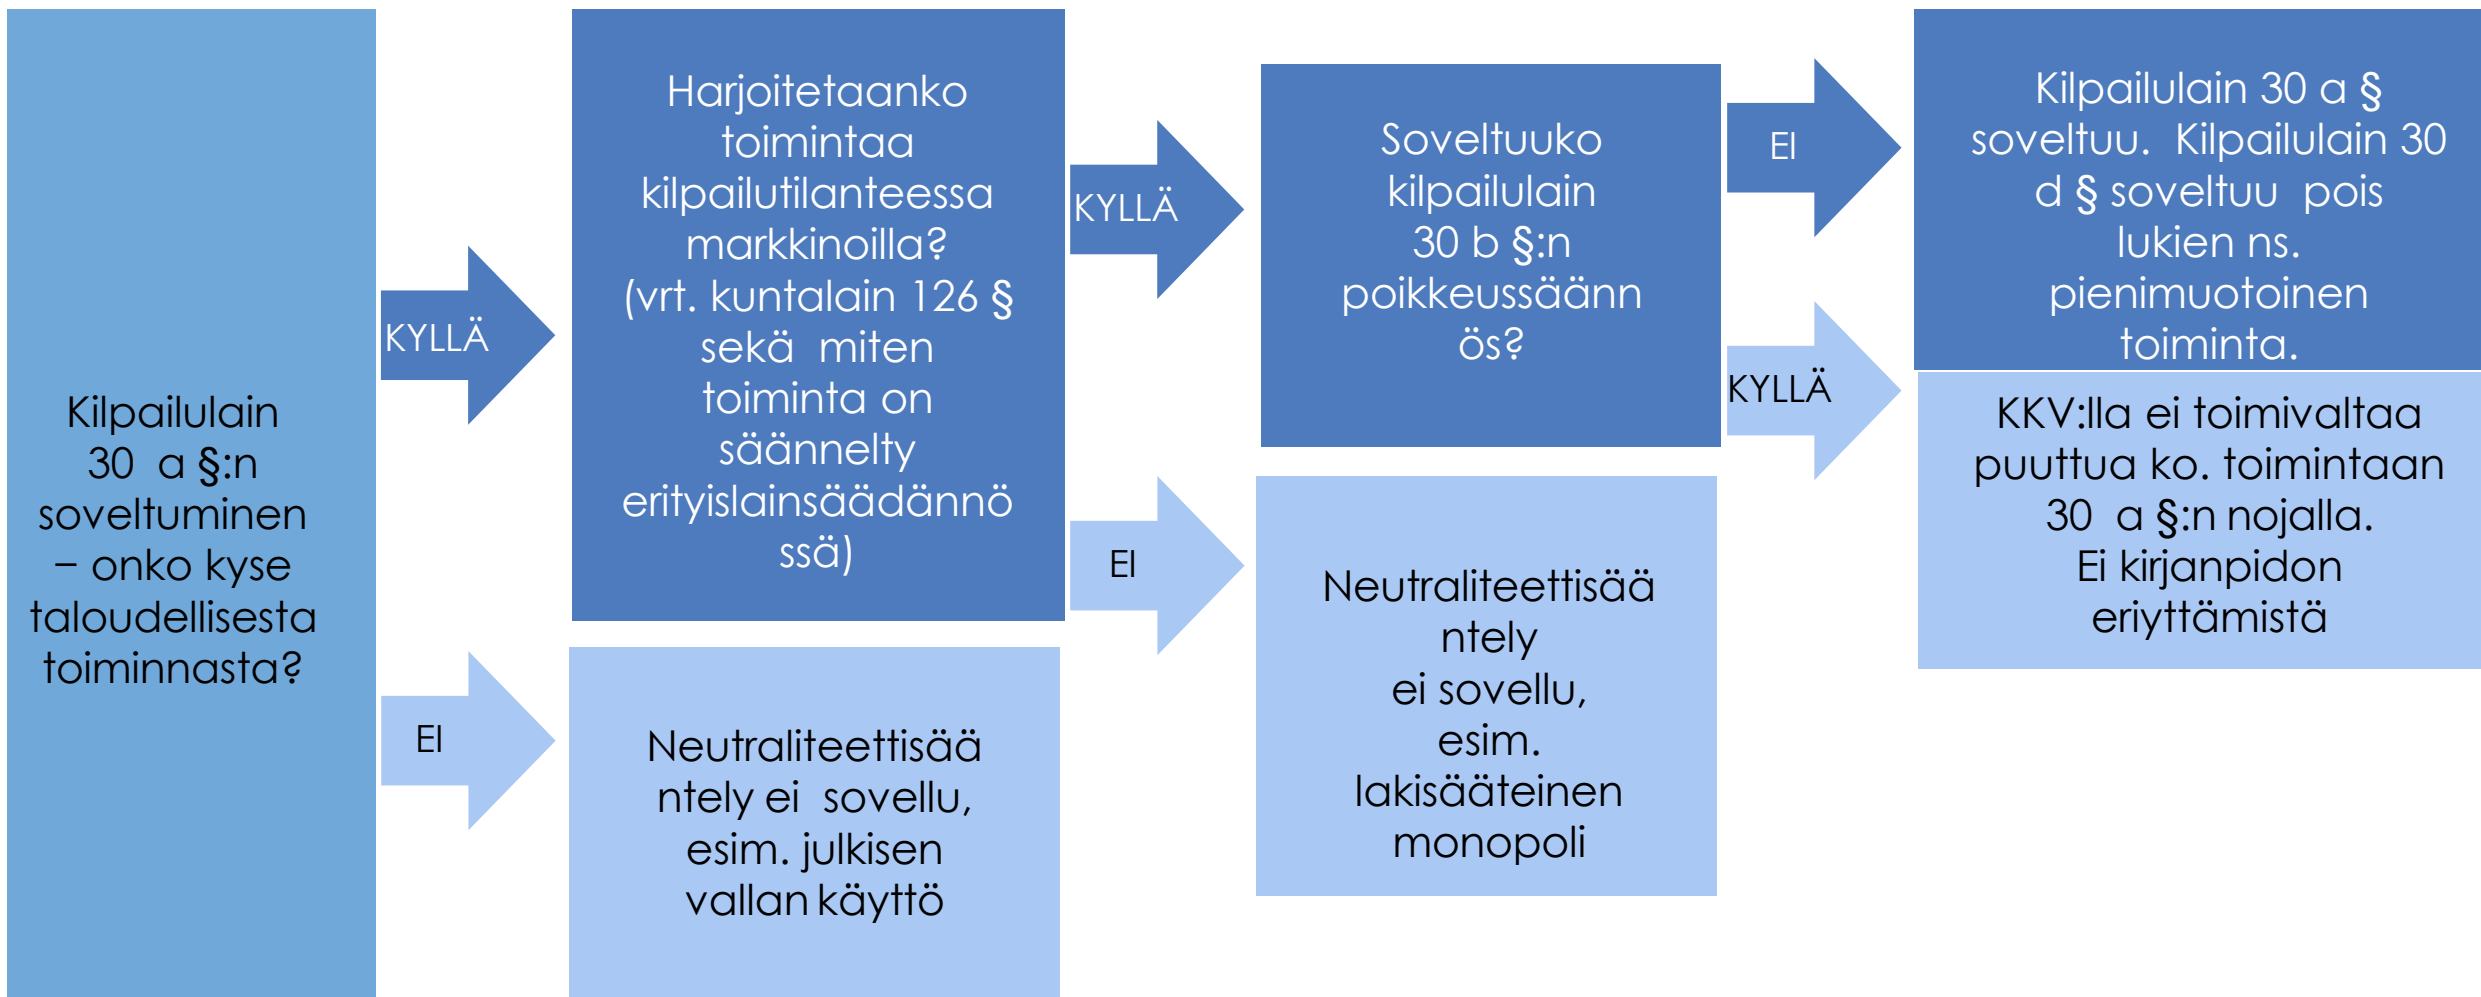 Kilpailulain
30 a §:n
soveltuminen
– onko kyse
taloudellisesta
toiminnasta?
KYLLÄ
EI
Harjoitetaanko
toimintaa
kilpailutilanteessa
markkinoilla?
(vrt. kuntalain 126 §
sekä miten
toiminta on
säännelty
erityislainsäädännö
ssä)
Neutraliteettisää
ntely ei sovellu,
esim. julkisen
vallan käyttö
KYLLÄ
EI
Soveltuuko
kilpailulain
30 b §:n
poikkeussäänn
ös?
Neutraliteettisää
ntely
ei sovellu,
esim.
lakisääteinen
monopoli
EI
KYLLÄ
Kilpailulain 30 a §
soveltuu. Kilpailulain 30
d § soveltuu pois
lukien ns.
pienimuotoinen
toiminta.
KKV:lla ei toimivaltaa
puuttua ko. toimintaan
30 a §:n nojalla.
Ei kirjanpidon
eriyttämistä